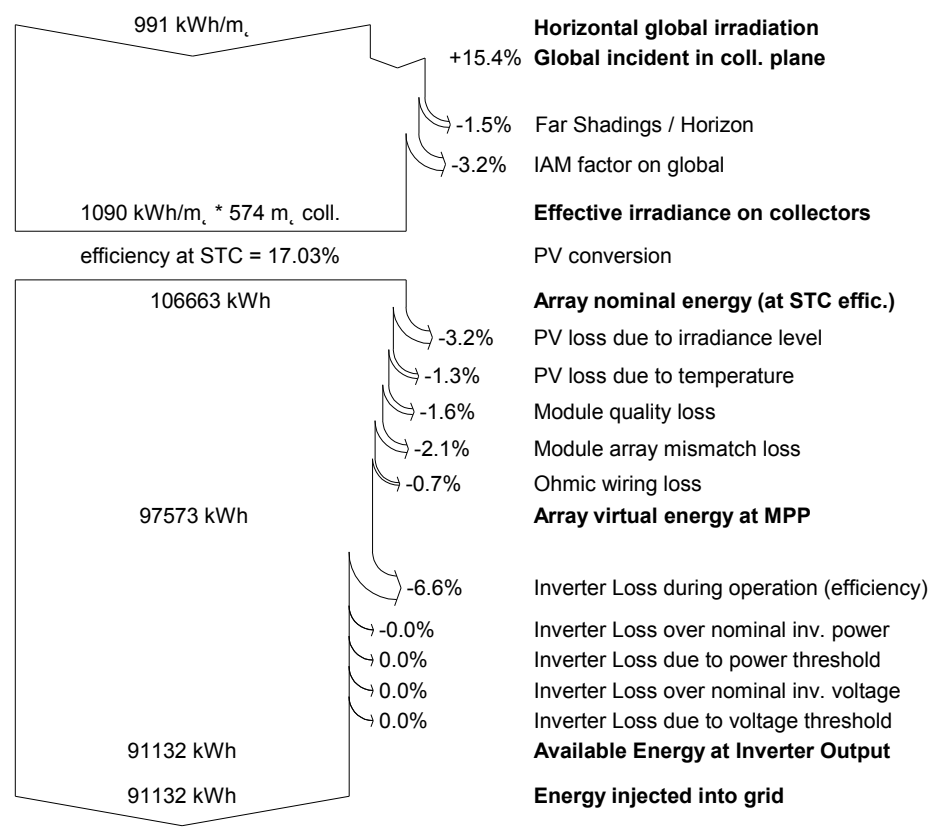 991 kWh/m˛ Horizontal global irradiation
+15.4% Global incident in coll. plane
-1.5% Far Shadings / Horizon
-3.2% IAM factor on global
1090 kWh/m˛ * 574 m˛ coll. Effective irradiance on collectors
efficiency at STC = 17.03% PV conversion
106663 kWh Array nominal energy (at STC effic.)
-3.2% PV loss due to irradiance level
-1.3% PV loss due to temperature
-1.6% Module quality loss
-2.1% Module array mismatch loss
-0.7% Ohmic wiring loss
97573 kWh Array virtual energy at MPP
-6.6% Inverter Loss during operation (efficiency)
-0.0% Inverter Loss over nominal inv. power
0.0% Inverter Loss due to power threshold
0.0% Inverter Loss over nominal inv. voltage
0.0% Inverter Loss due to voltage threshold
91132 kWh Available Energy at Inverter Output
91132 kWh Energy injected into grid